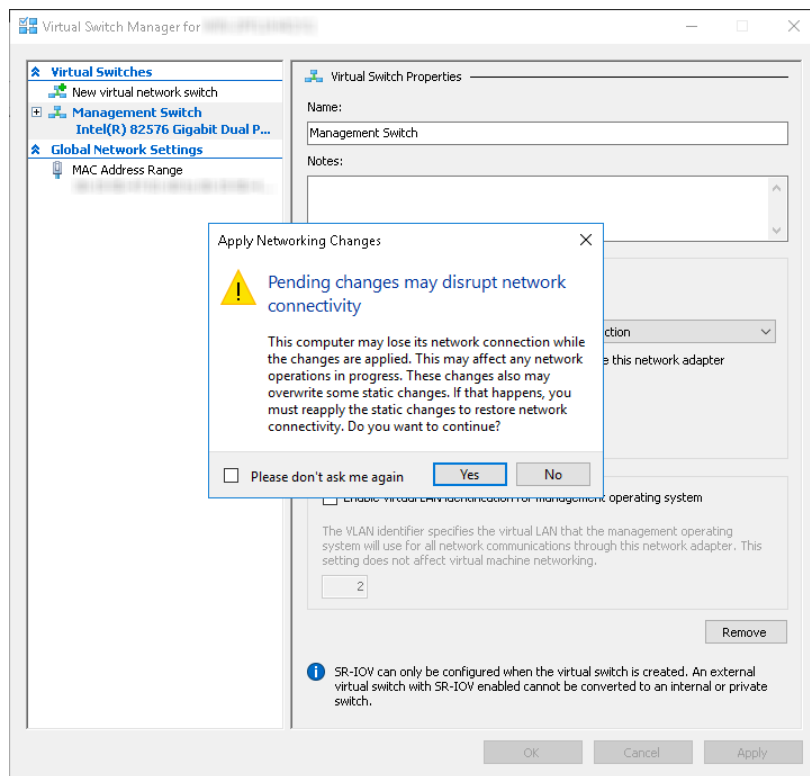 Virtual Switch Manager for
Virtual Switches
New virtual network switch
Management Switch
Intel(R) 82576 Gigabit Dual P...
Global Network Settings
MAC Address Range
Virtual Switch Properties
Name:
Management Switch
Notes:
Apply Networking Changes
Pending changes may disrupt network
connectivity
This computer may lose its network connection while
the changes are applied. This may affect any network
operations in progress. These changes also may
overwrite some static changes. If that happens, you
must reapply the static changes to restore network
connectivity. Do you want to continue?
Please don't ask me again
Yes
No
ction
e this network adapter
Enable virtual LAN identification for management operating system
The VLAN identifier specifies the virtual LAN that the management operating
system will use for all network communications through this network adapter. This
setting does not affect virtual machine networking.
2
Remove
SR-IOV can only be configured when the virtual switch is created. An external
virtual switch with SR-IOV enabled cannot be converted to an internal or private
switch.
OK
Cancel
Apply